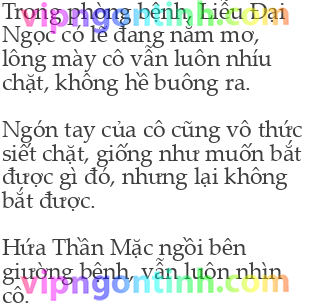 Trong phòng bệnh, Liễu Đại
vipngontinh.com
Ngọc có lẽ đang nằm mơ,
lông mày cô vẫn luôn nhíu
chặt, không hề buông ra.
Ngón tay của cô cũng vô thức
siết chặt, giống như muốn bắt
được gì đó, nhưng lại không
bắt được.
Hứa Thần Mặc ngồi bên
giường bệnh, vẫn luôn nhìn
vipngontinh.com
cô.